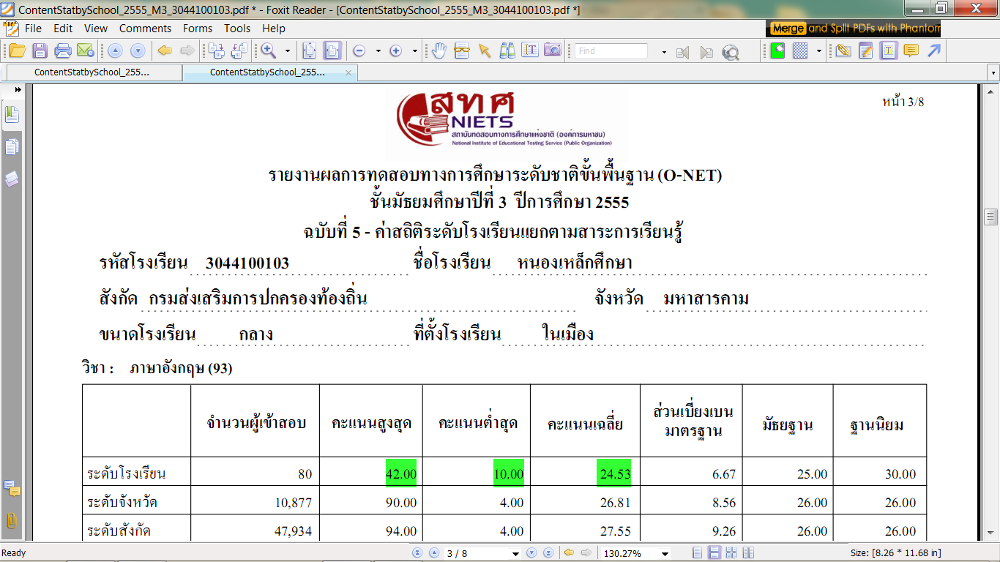 ContentStatbySchool_2555_M3_3044100103.pdf * - Foxit Reader - [ContentStatbySchool_2555_M3_3044100103.pdf *]
File Edit View Comments Forms Tools Help
Merge and Split PDFs with Phantom
Find
ContentStatbySchool_255... ContentStatbySchool_255...
หน้า 3/8
สทศ
NIETS
สถาบันทดสอบทางการศึกษาแห่งชาติ (องค์การมหาชน)
National Institute of Educational Testing Service (Public Organization)
รายงานผลการทดสอบทางการศึกษาระดับชาติขั้นพื้นฐาน (O-NET)
ชั้นมัธยมศึกษาปีที่ 3 ปีการศึกษา 2555
ฉบับที่ 5 - ค่าสถิติระดับโรงเรียนแยกตามสาระการเรียนรู้
รหัสโรงเรียน 3044100103 ชื่อโรงเรียน หนองเหล็กศึกษา
สังกัด กรมส่งเสริมการปกครองท้องถิ่น จังหวัด มหาสารคาม
ขนาดโรงเรียน กลาง ที่ตั้งโรงเรียน ในเมือง
วิชา : ภาษาอังกฤษ (93)
จำนวนผู้เข้าสอบ คะแนนสูงสุด คะแนนต่ำสุด คะแนนเฉลี่ย ส่วนเบี่ยงเบน มัธยฐาน ฐานนิยม
มาตรฐาน
ระดับโรงเรียน 80 42.00 10.00 24.53 6.67 25.00 30.00
ระดับจังหวัด 10,877 90.00 4.00 26.81 8.56 26.00 26.00
ระดับสังกัด 47,934 94.00 4.00 27.55 9.26 26.00 26.00
Ready 3 / 8 130.27% Size: [8.26 * 11.68 in]